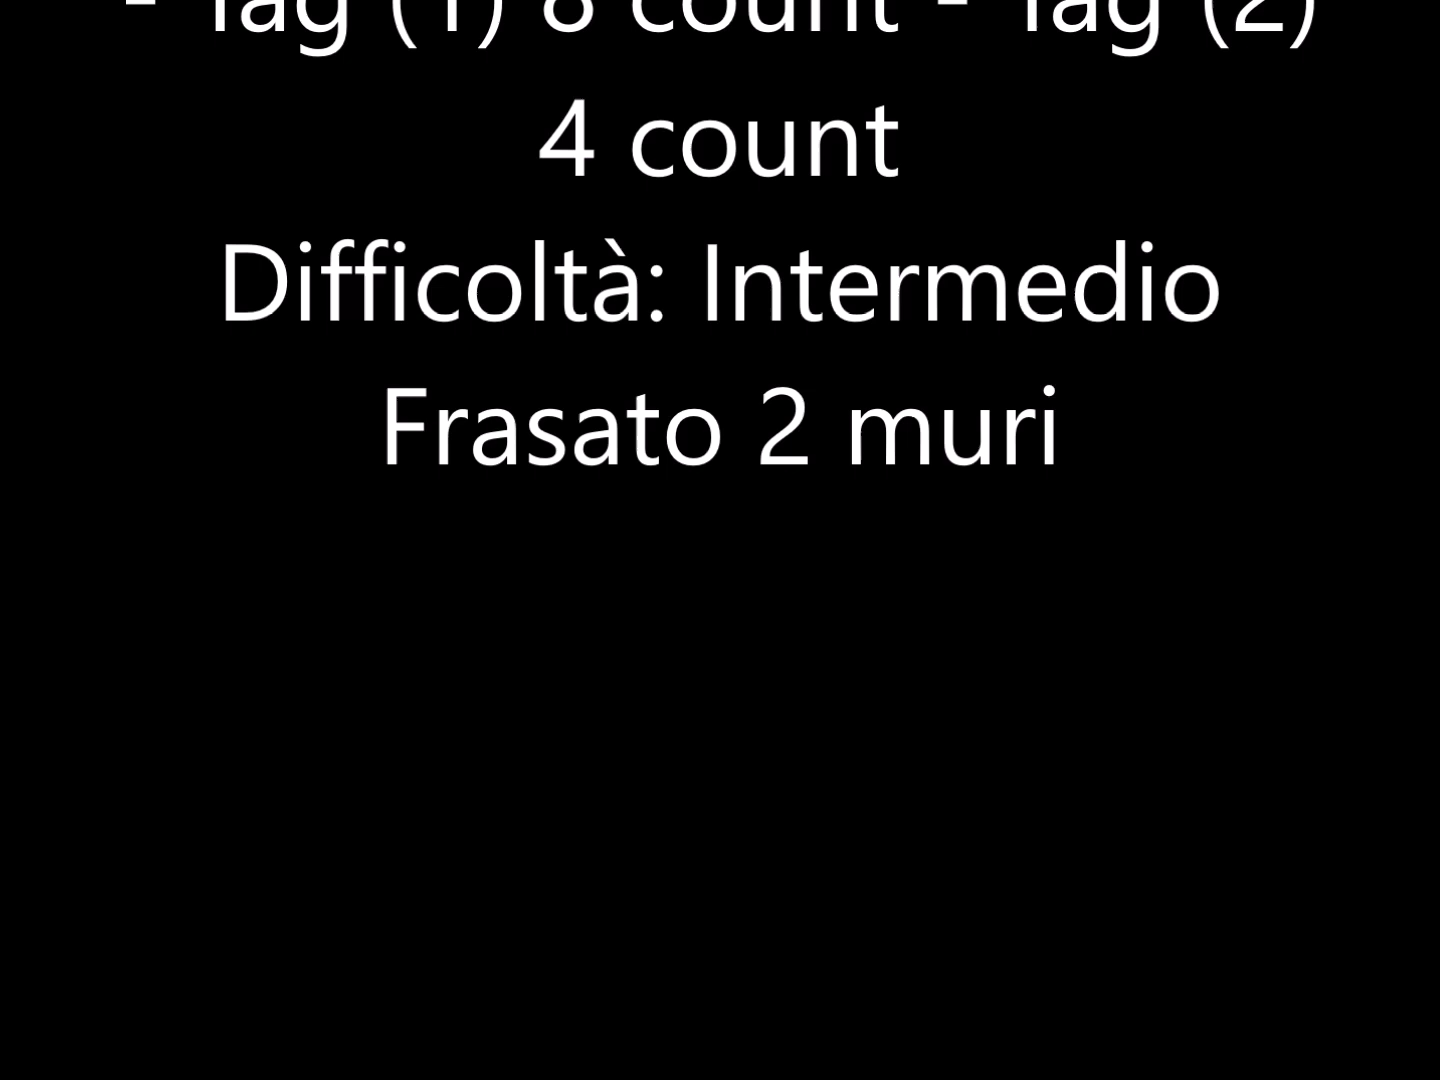 - Tag (1) 8 count - Tag (2)
4 count
Difficoltà: Intermedio
Frasato 2 muri